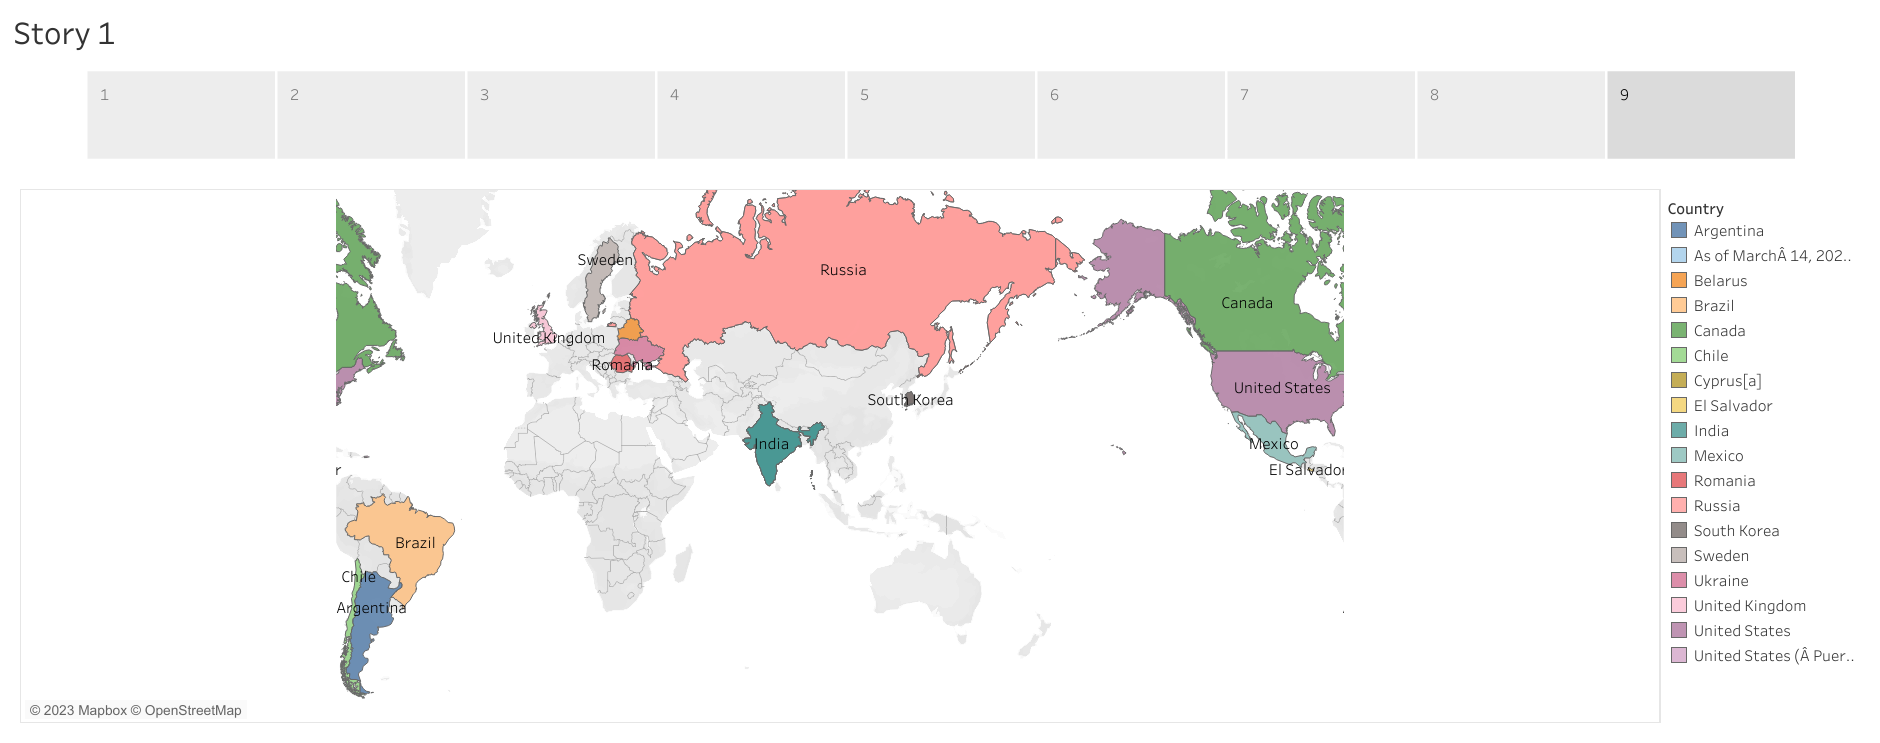 Story 1
1 2 3 4 5 6 7 8 9
Sweden
Russia
Canada
United Kingdom
Romania
United States
South Korea
India
Mexico
r
El Salvador
Brazil
Chile
Argentina
© 2023 Mapbox © OpenStreetMap
Country
Argentina
As of MarchÂ 14, 202..
Belarus
Brazil
Canada
Chile
Cyprus[a]
El Salvador
India
Mexico
Romania
Russia
South Korea
Sweden
Ukraine
United Kingdom
United States
United States (Â Puer..